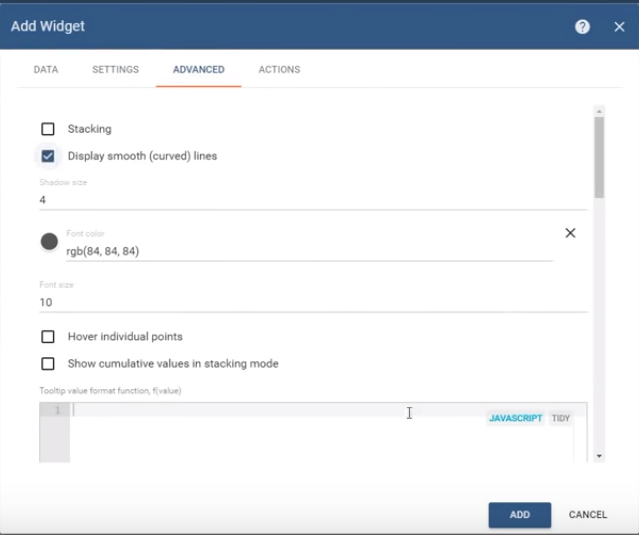 Add Widget
DATA SETTINGS ADVANCED ACTIONS
Stacking
Display smooth (curved) lines
Shadow size
4
Font color
rgb(84, 84, 84)
Font size
10
Hover individual points
Show cumulative values in stacking mode
Tooltip value format function, f(value)
1
JAVASCRIPT TIDY
ADD CANCEL